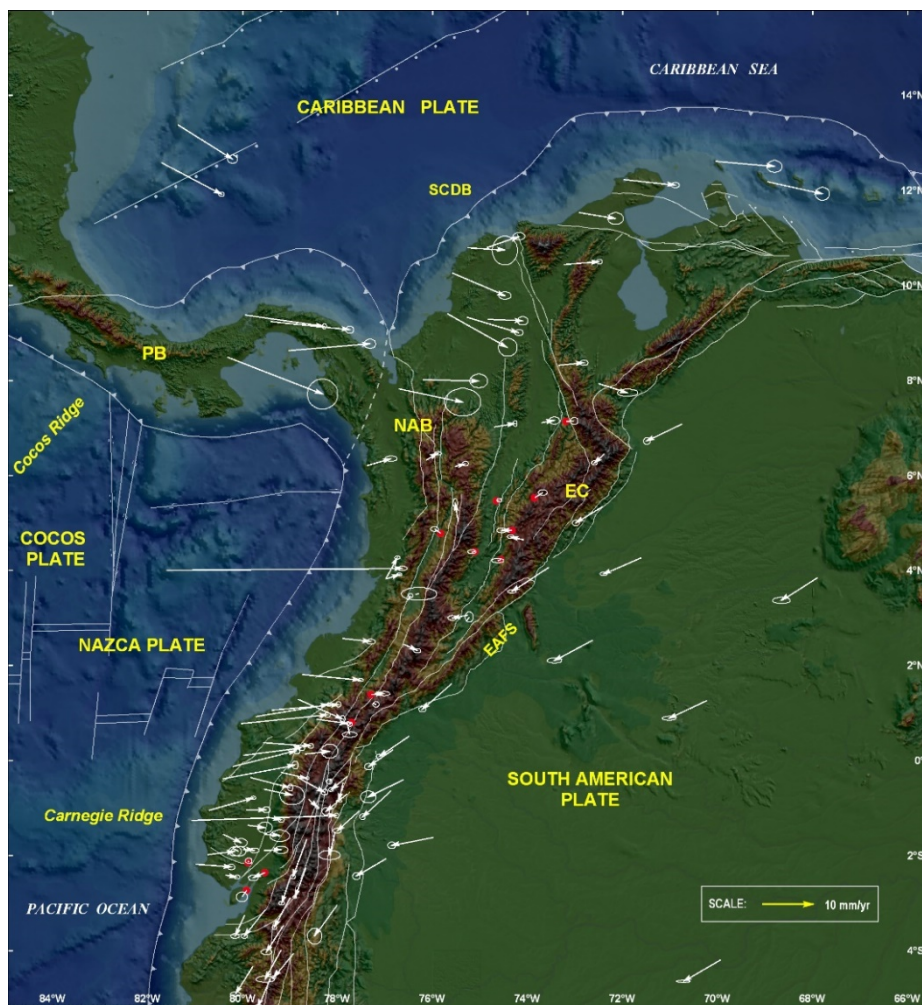 CARIBBEAN SEA
14°N
CARIBBEAN PLATE
12°N
SCDB
10°N
PB
8°N
Cocos Ridge
NAB
6°N
EC
COCOS
PLATE
4°N
NAZCA PLATE
EAFS
2°N
0°
SOUTH AMERICAN
PLATE
Carnegie Ridge
2°S
PACIFIC OCEAN
SCALE: 10 mm/yr
4°S
84°W 82°W 80°W 78°W 76°W 74°W 72°W 70°W 68°W 66°W